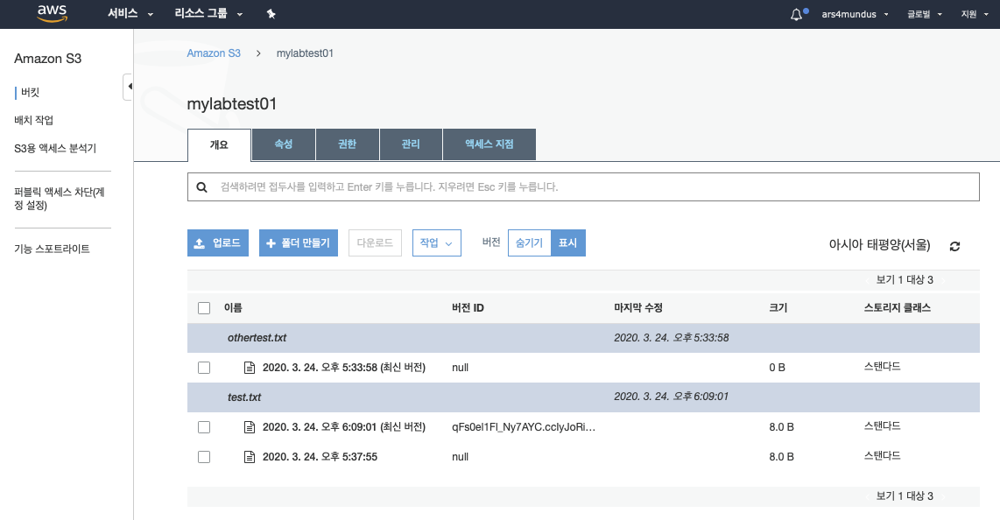 aws 서비스 리소스 그룹 ars4mundus 글로벌 지원
Amazon S3
버킷
배치 작업
S3용 액세스 분석기
퍼블릭 액세스 차단(계
정 설정)
기능 스포트라이트
Amazon S3 > mylabtest01
mylabtest01
개요 속성 권한 관리 액세스 지점
검색하려면 접두사를 입력하고 Enter 키를 누릅니다. 지우려면 Esc 키를 누릅니다.
업로드 폴더 만들기 다운로드 작업 버전 숨기기 표시 아시아 태평양(서울)
보기 1 대상 3
이름 버전 ID 마지막 수정 크기 스토리지 클래스
othertest.txt 2020. 3. 24. 오후 5:33:58
2020. 3. 24. 오후 5:33:58 (최신 버전) null 0 B 스탠다드
test.txt 2020. 3. 24. 오후 6:09:01
2020. 3. 24. 오후 6:09:01 (최신 버전) 8.0 B 스탠다드
2020. 3. 24. 오후 5:37:55 null 8.0 B 스탠다드
보기 1 대상 3